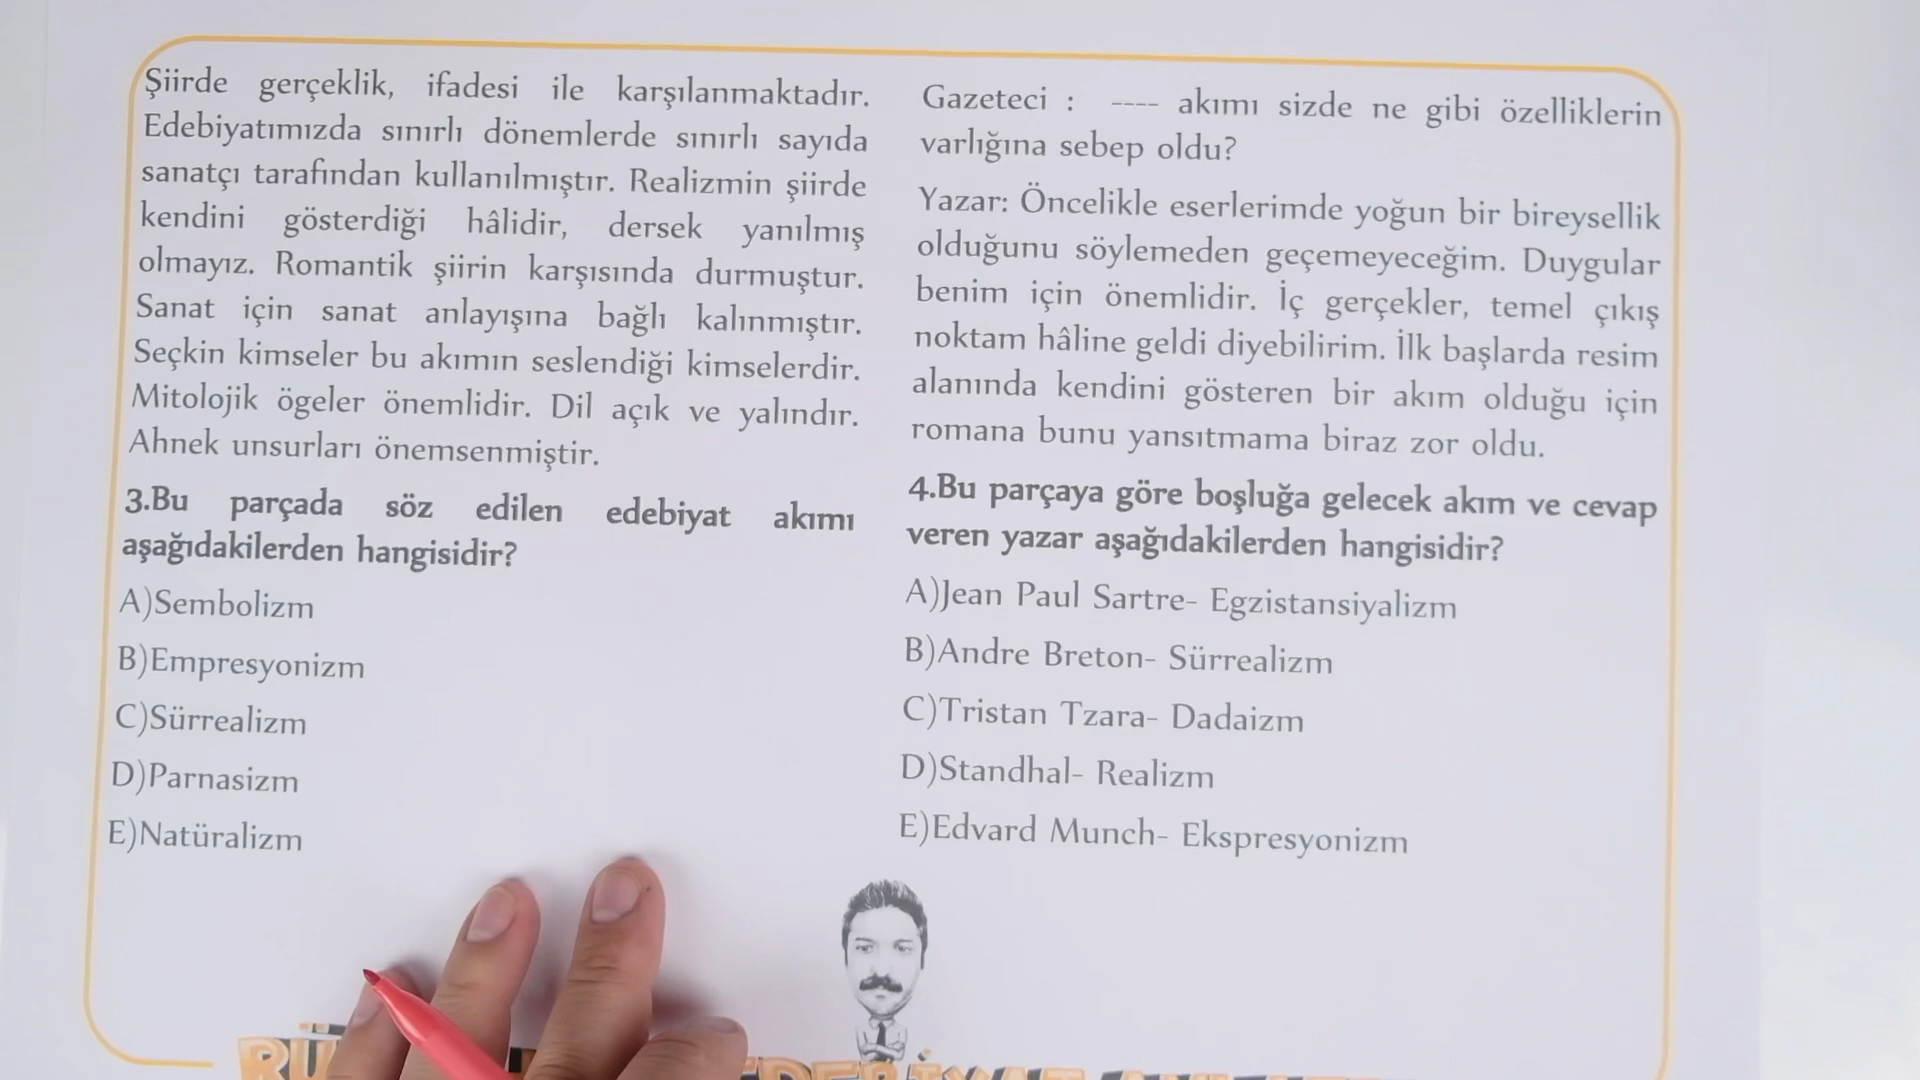 Şiirde gerçeklik, ifadesi ile karşılanmaktadır.
Edebiyatımızda sınırlı dönemlerde sınırlı sayıda
sanatçı tarafından kullanılmıştır. Realizmin şiirde
kendini gösterdiği hâlidir, dersek yanılmış
olmayız. Romantik şiirin karşısında durmuştur.
Sanat için sanat anlayışına bağlı kalınmıştır.
Seçkin kimseler bu akımın seslendiği kimselerdir.
Mitolojik ögeler önemlidir. Dil açık ve yalındır.
Ahnek unsurları önemsenmiştir.
3.Bu parçada söz edilen edebiyat akımı
aşağıdakilerden hangisidir?
A)Sembolizm
B)Empresyonizm
C)Sürrealizm
D)Parnasizm
E)Natüralizm
Gazeteci : ---- akımı sizde ne gibi özelliklerin
varlığına sebep oldu?
Yazar: Öncelikle eserlerimde yoğun bir bireysellik
olduğunu söylemeden geçemeyeceğim. Duygular
benim için önemlidir. İç gerçekler, temel çıkış
noktam hâline geldi diyebilirim. İlk başlarda resim
alanında kendini gösteren bir akım olduğu için
romana bunu yansıtmama biraz zor oldu.
4.Bu parçaya göre boşluğa gelecek akım ve cevap
veren yazar aşağıdakilerden hangisidir?
A)Jean Paul Sartre- Egzistansiyalizm
B)Andre Breton- Sürrealizm
C)Tristan Tzara- Dadaizm
D)Standhal- Realizm
E)Edvard Munch- Ekspresyonizm